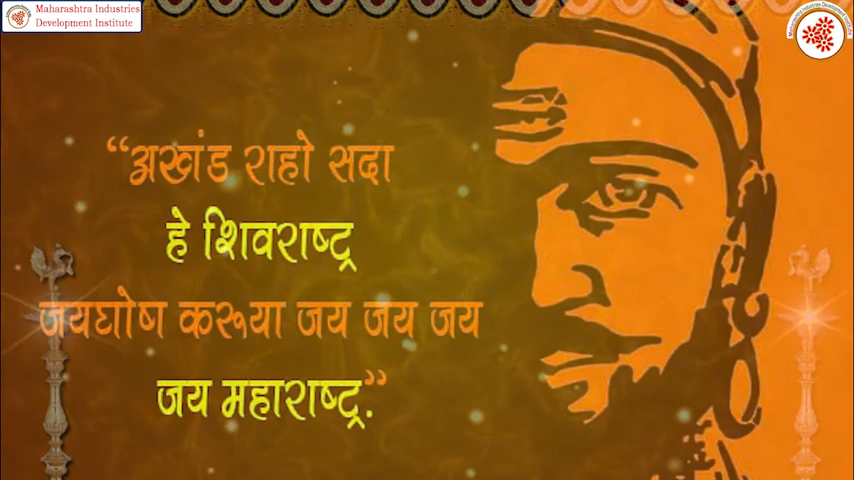 Maharashtra Industries
Development Institute
“अखंड राहो सदा
हे शिवराष्ट्र
जयघोष करूया जय जय जय
जय महाराष्ट्र.”